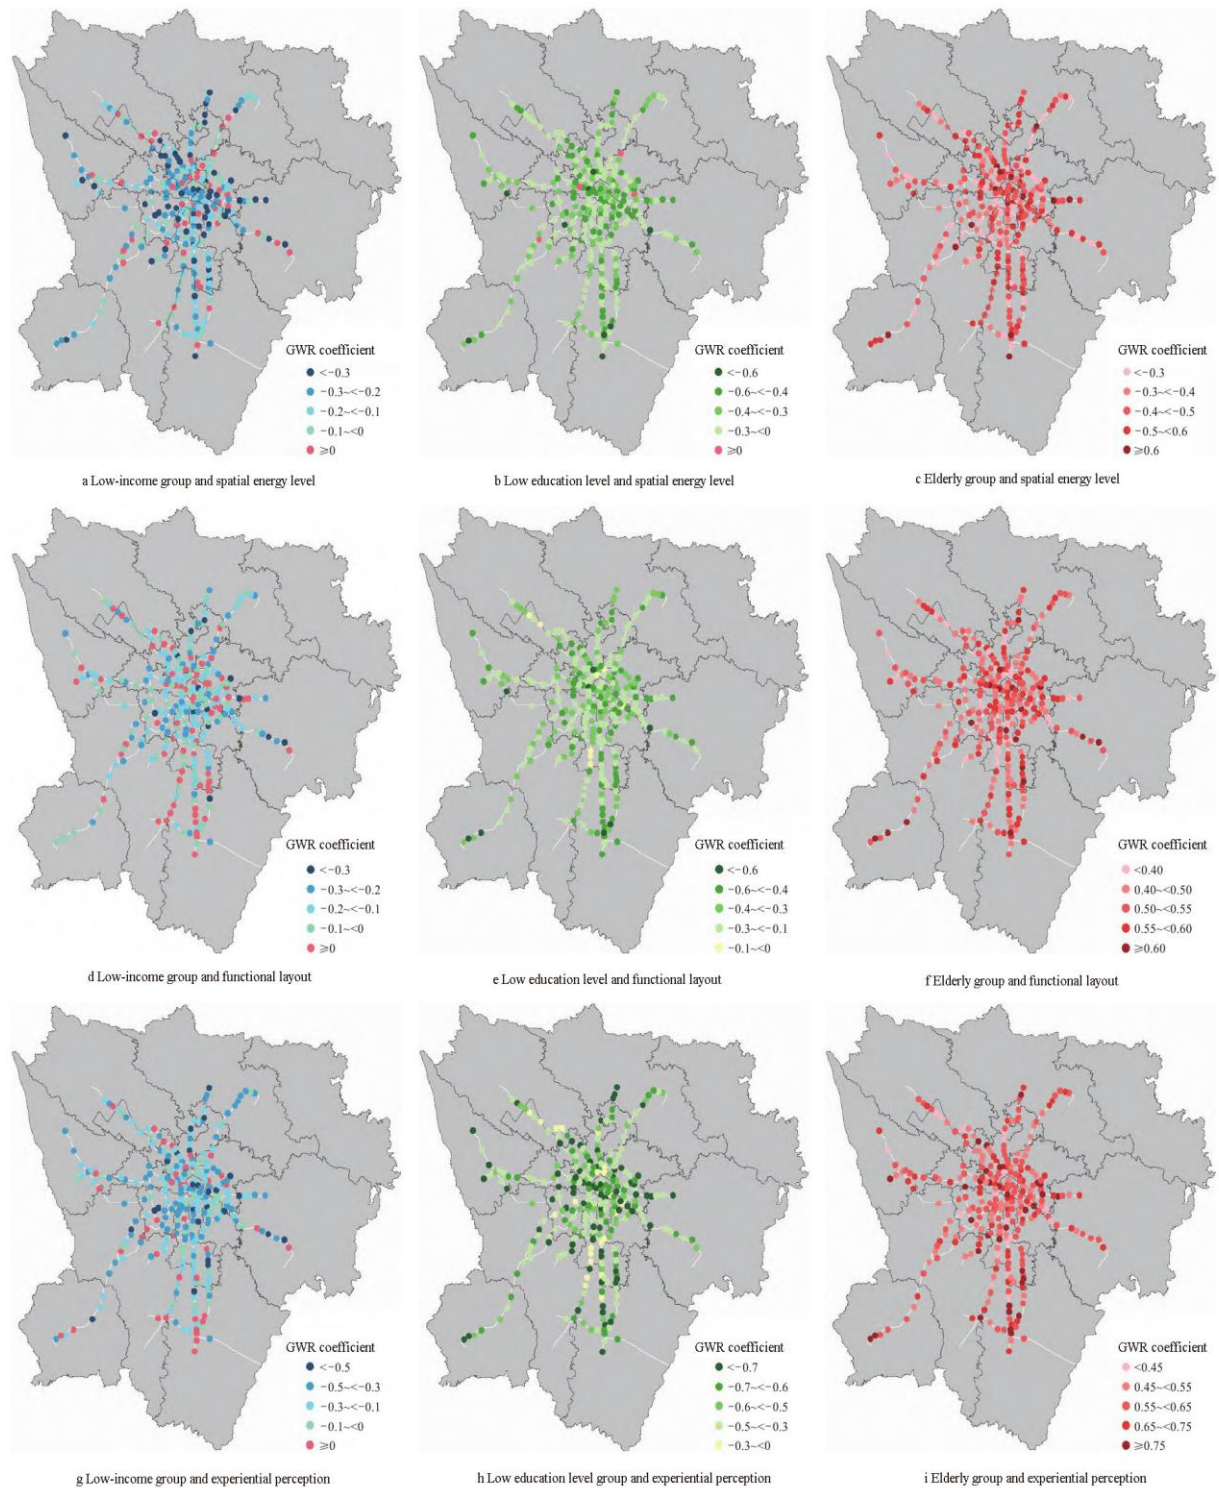 GWR coefficient
<−0.3
−0.3~<−0.2
−0.2~<−0.1
−0.1~<0
≥0
a Low-income group and spatial energy level
GWR coefficient
<−0.6
−0.6~<−0.4
−0.4~<−0.3
−0.3~<0
≥0
b Low education level and spatial energy level
GWR coefficient
<−0.3
−0.3~<−0.4
−0.4~<−0.5
−0.5~<0.6
≥0.6
c Elderly group and spatial energy level
GWR coefficient
<−0.3
−0.3~<−0.2
−0.2~<−0.1
−0.1~<0
≥0
d Low-income group and functional layout
GWR coefficient
<−0.6
−0.6~<−0.4
−0.4~<−0.3
−0.3~<−0.1
−0.1~<0
e Low education level and functional layout
GWR coefficient
<0.40
0.40~<0.50
0.50~<0.55
0.55~<0.60
≥0.60
f Elderly group and functional layout
GWR coefficient
<−0.5
−0.5~<−0.3
−0.3~<−0.1
−0.1~<0
≥0
g Low-income group and experiential perception
GWR coefficient
<−0.7
−0.7~<−0.6
−0.6~<−0.5
−0.5~<−0.3
−0.3~<0
h Low education level group and experiential perception
GWR coefficient
<0.45
0.45~<0.55
0.55~<0.65
0.65~<0.75
≥0.75
i Elderly group and experiential perception